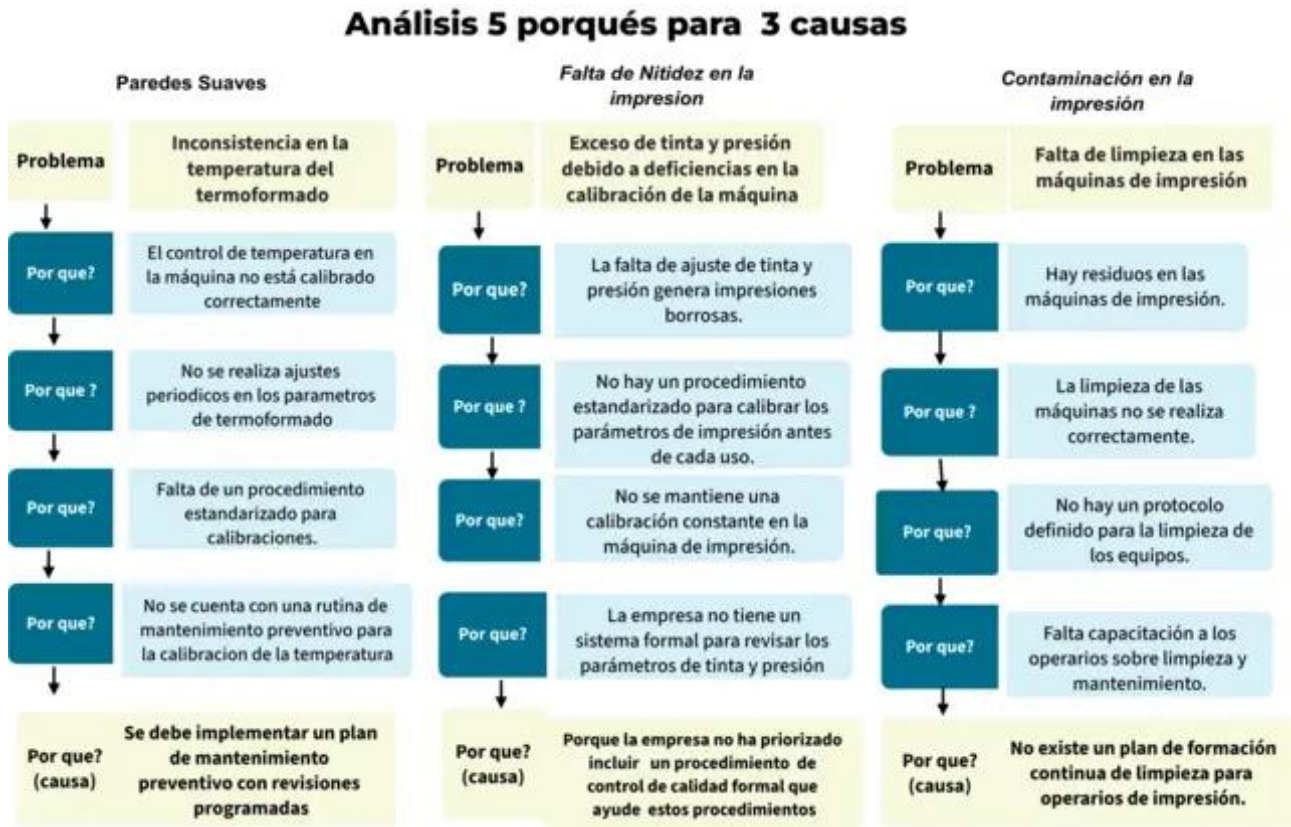 Análisis 5 porqués para 3 causas
Paredes Suaves
Problema
Inconsistencia en la
temperatura del
termoformado
Por que?
El control de temperatura en
la máquina no está calibrado
correctamente
Por que ?
No se realiza ajustes
periodicos en los parametros
de termoformado
Por que?
Falta de un procedimiento
estandarizado para
calibraciones.
Por que?
No se cuenta con una rutina de
mantenimiento preventivo para
la calibracion de la temperatura
Por que?
(causa)
Se debe implementar un plan
de mantenimiento
preventivo con revisiones
programadas
Falta de Nitidez en la
impresion
Problema
Exceso de tinta y presión
debido a deficiencias en la
calibración de la máquina
Por que?
La falta de ajuste de tinta y
presión genera impresiones
borrosas.
Por que ?
No hay un procedimiento
estandarizado para calibrar los
parámetros de impresión antes
de cada uso.
Por que?
No se mantiene una
calibración constante en la
máquina de impresión.
Por que?
La empresa no tiene un
sistema formal para revisar los
parámetros de tinta y presión
Por que?
(causa)
Porque la empresa no ha priorizado
incluir un procedimiento de
control de calidad formal que
ayude estos procedimientos
Contaminación en la
impresión
Problema
Falta de limpieza en las
máquinas de impresión
Por que?
Hay residuos en las
máquinas de impresión.
Por que ?
La limpieza de las
máquinas no se realiza
correctamente.
Por que?
No hay un protocolo
definido para la limpieza de
los equipos.
Por que?
Falta capacitación a los
operarios sobre limpieza y
mantenimiento.
Por que?
(causa)
No existe un plan de formación
continua de limpieza para
operarios de impresión.